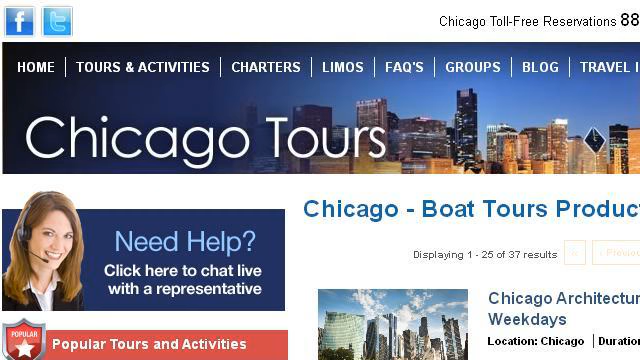 Chicago Toll-Free Reservations 88
HOME TOURS & ACTIVITIES CHARTERS LIMOS FAQ'S GROUPS BLOG TRAVEL I
Chicago Tours
Chicago - Boat Tours Produc
Need Help?
Click here to chat live
with a representative
Displaying 1 - 25 of 37 results « ‹ Previou
Chicago Architectur
Weekdays
Location: Chicago Duratio
POPULAR
Popular Tours and Activities